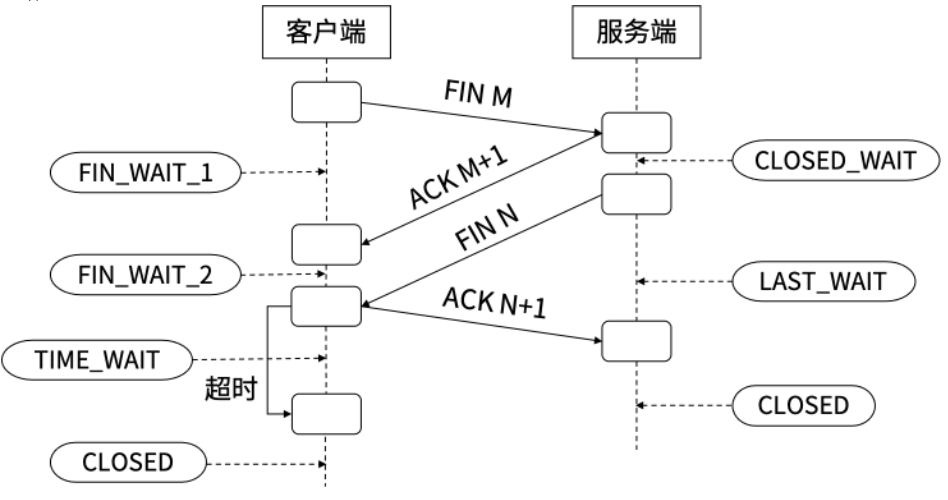 客户端
服务端
FIN M
CLOSED_WAIT
FIN_WAIT_1
ACK M+1
FIN N
FIN_WAIT_2
LAST_WAIT
ACK N+1
TIME_WAIT
超时
CLOSED
CLOSED